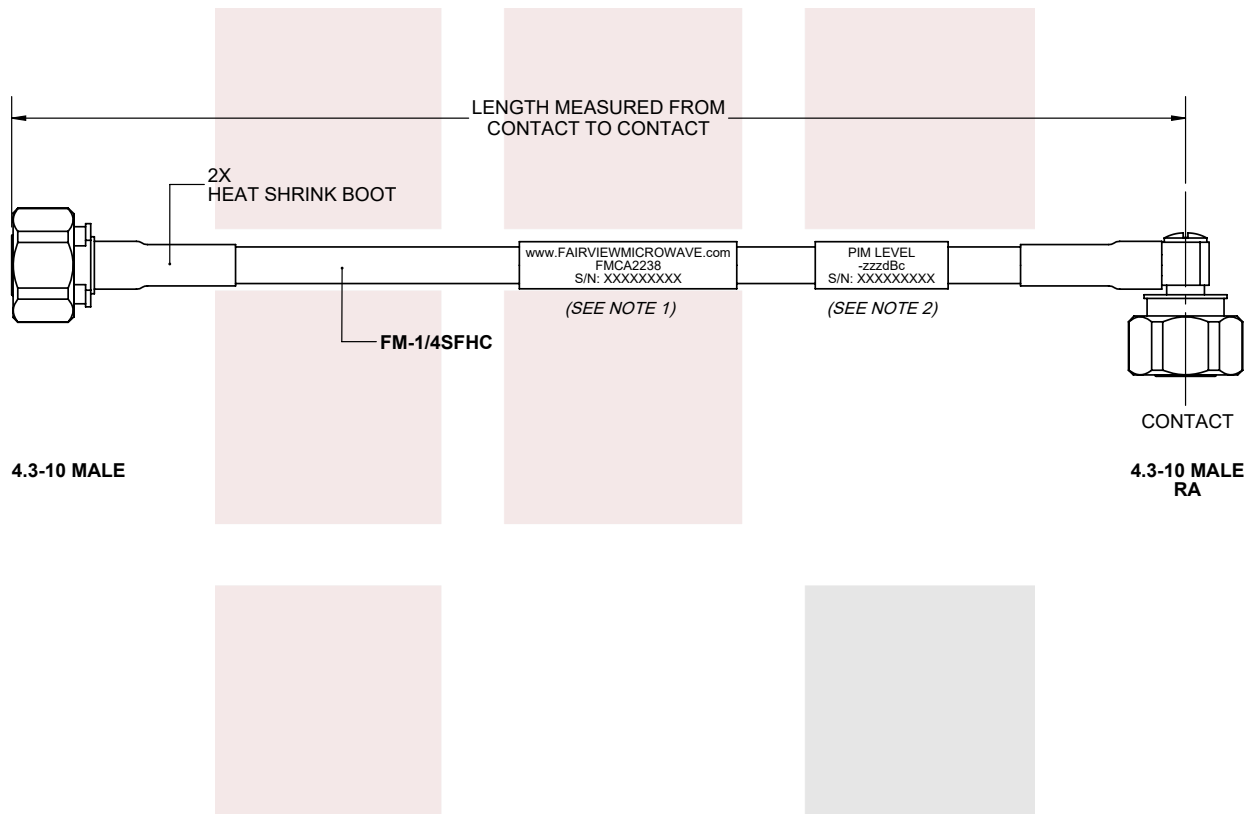 LENGTH MEASURED FROM
CONTACT TO CONTACT
2X
HEAT SHRINK BOOT
www.FAIRVIEWMICROWAVE.com
FMCA2238
S/N: XXXXXXXXX
PIM LEVEL
-zzzdBc
S/N: XXXXXXXXX
(SEE NOTE 1)
(SEE NOTE 2)
FM-1/4SFHC
CONTACT
4.3-10 MALE
4.3-10 MALE
RA